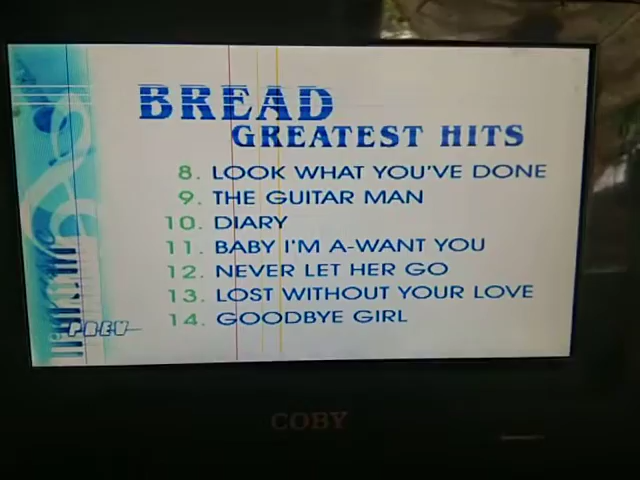 BREAD
GREATEST HITS
8. LOOK WHAT YOU'VE DONE
9. THE GUITAR MAN
10. DIARY
11. BABY I'M A-WANT YOU
12. NEVER LET HER GO
13. LOST WITHOUT YOUR LOVE
14. GOODBYE GIRL
PREV
COBY